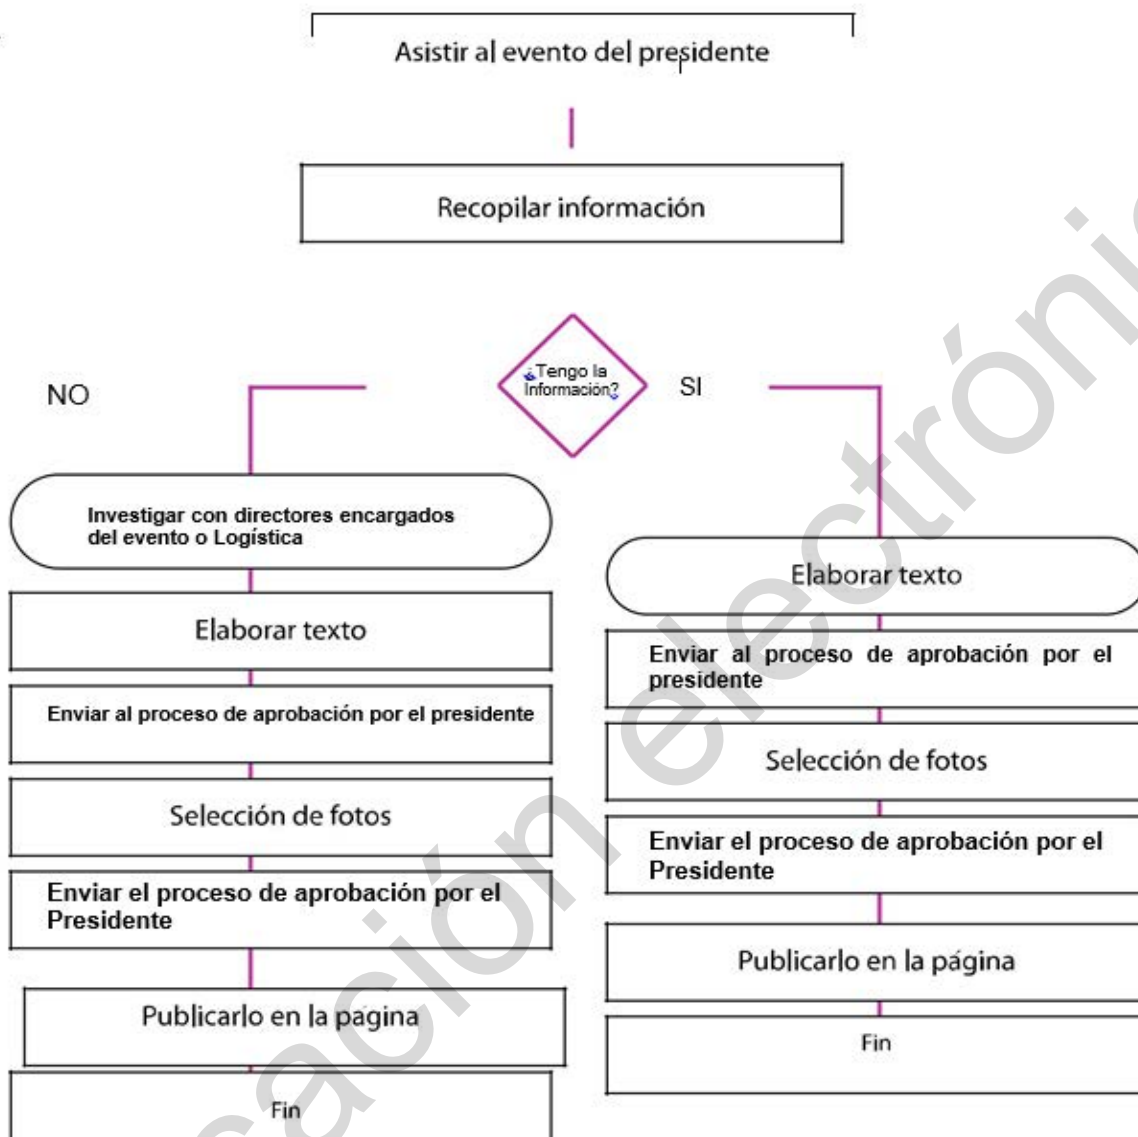 Asistir al evento del presidente
Recopilar información
¿Tengo la
Información?
NO
SI
Investigar con directores encargados
del evento o Logística
Elaborar texto
Enviar al proceso de aprobación por el presidente
Selección de fotos
Enviar el proceso de aprobación por el
Presidente
Publicarlo en la página
Fin
Elaborar texto
Enviar al proceso de aprobación por el
presidente
Selección de fotos
Enviar el proceso de aprobación por el
Presidente
Publicarlo en la página
Fin